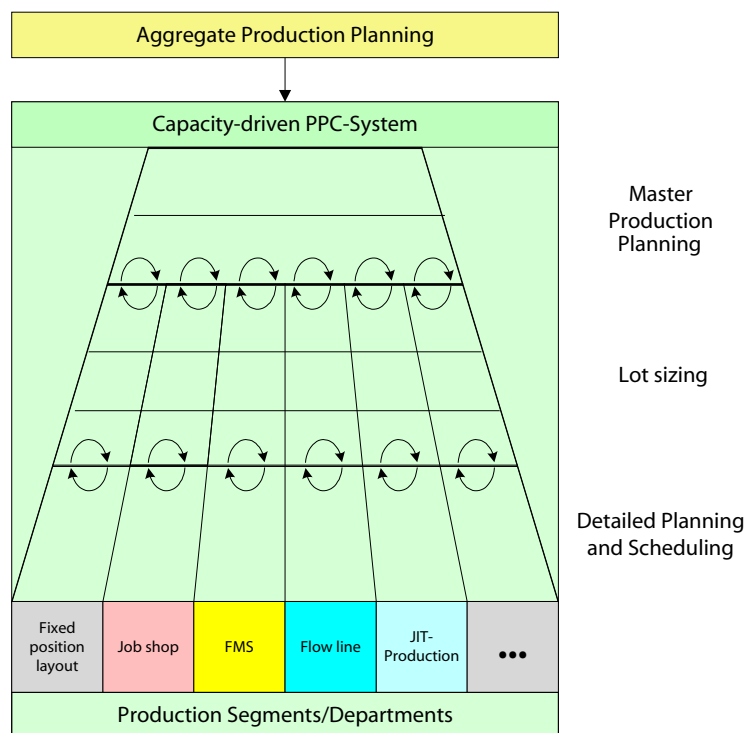 Aggregate Production Planning
Capacity-driven PPC-System
Master
Production
Planning
Lot sizing
Detailed Planning
and Scheduling
Fixed
position
layout
Job shop
FMS
Flow line
JIT-
Production
•••
Production Segments/Departments